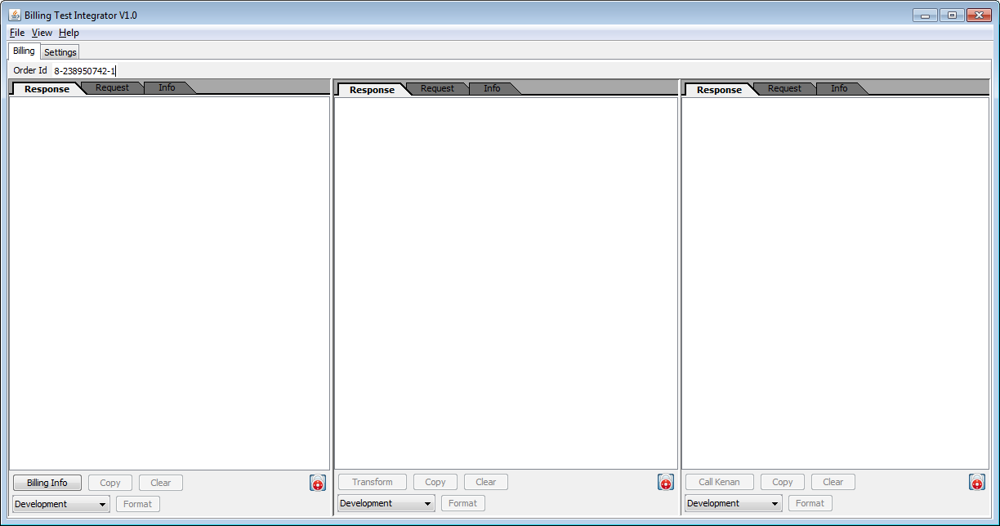 Billing Test Integrator V1.0
File View Help
Billing Settings
Order Id 8-238950742-1
Response Request Info Response Request Info Response Request Info
Billing Info Copy Clear Transform Copy Clear Call Kenan Copy Clear
Development Format Development Format Development Format